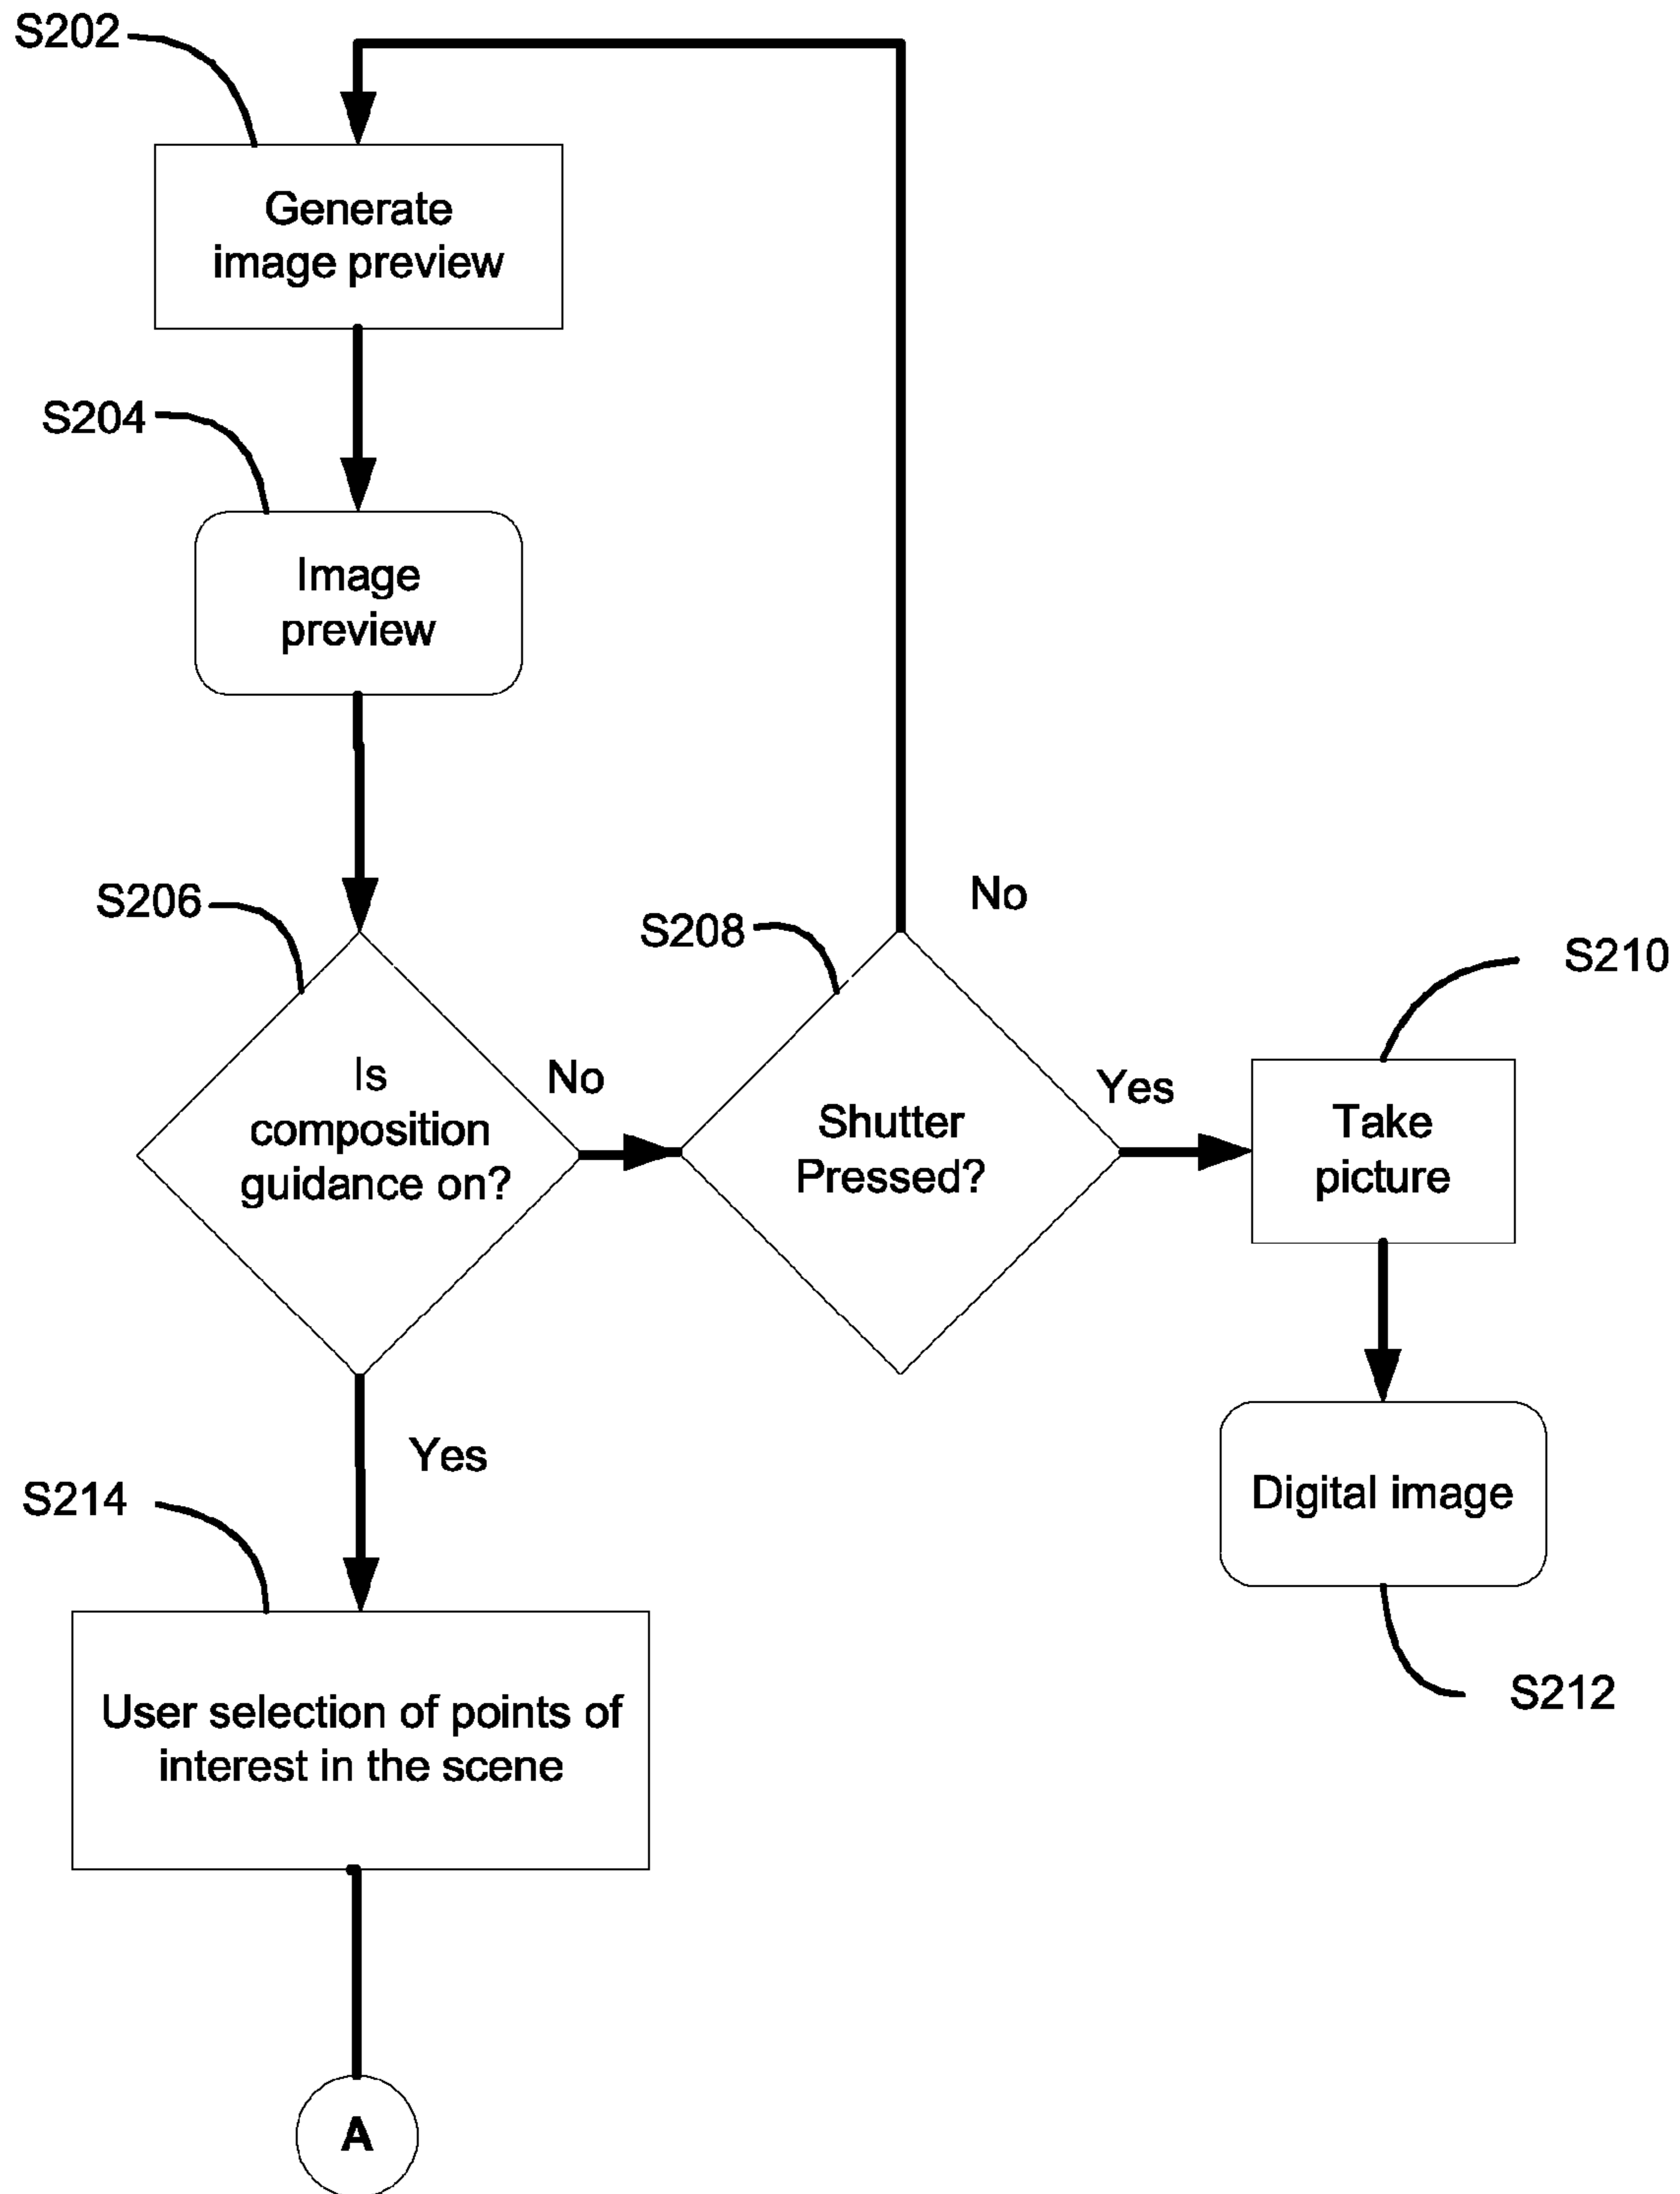 S202
Generate
image preview
S204
Image
preview
S206
Is
composition
guidance on?
No
S208
Shutter
Pressed?
No
Yes
S210
Take
picture
Digital image
S212
Yes
S214
User selection of points of
interest in the scene
A